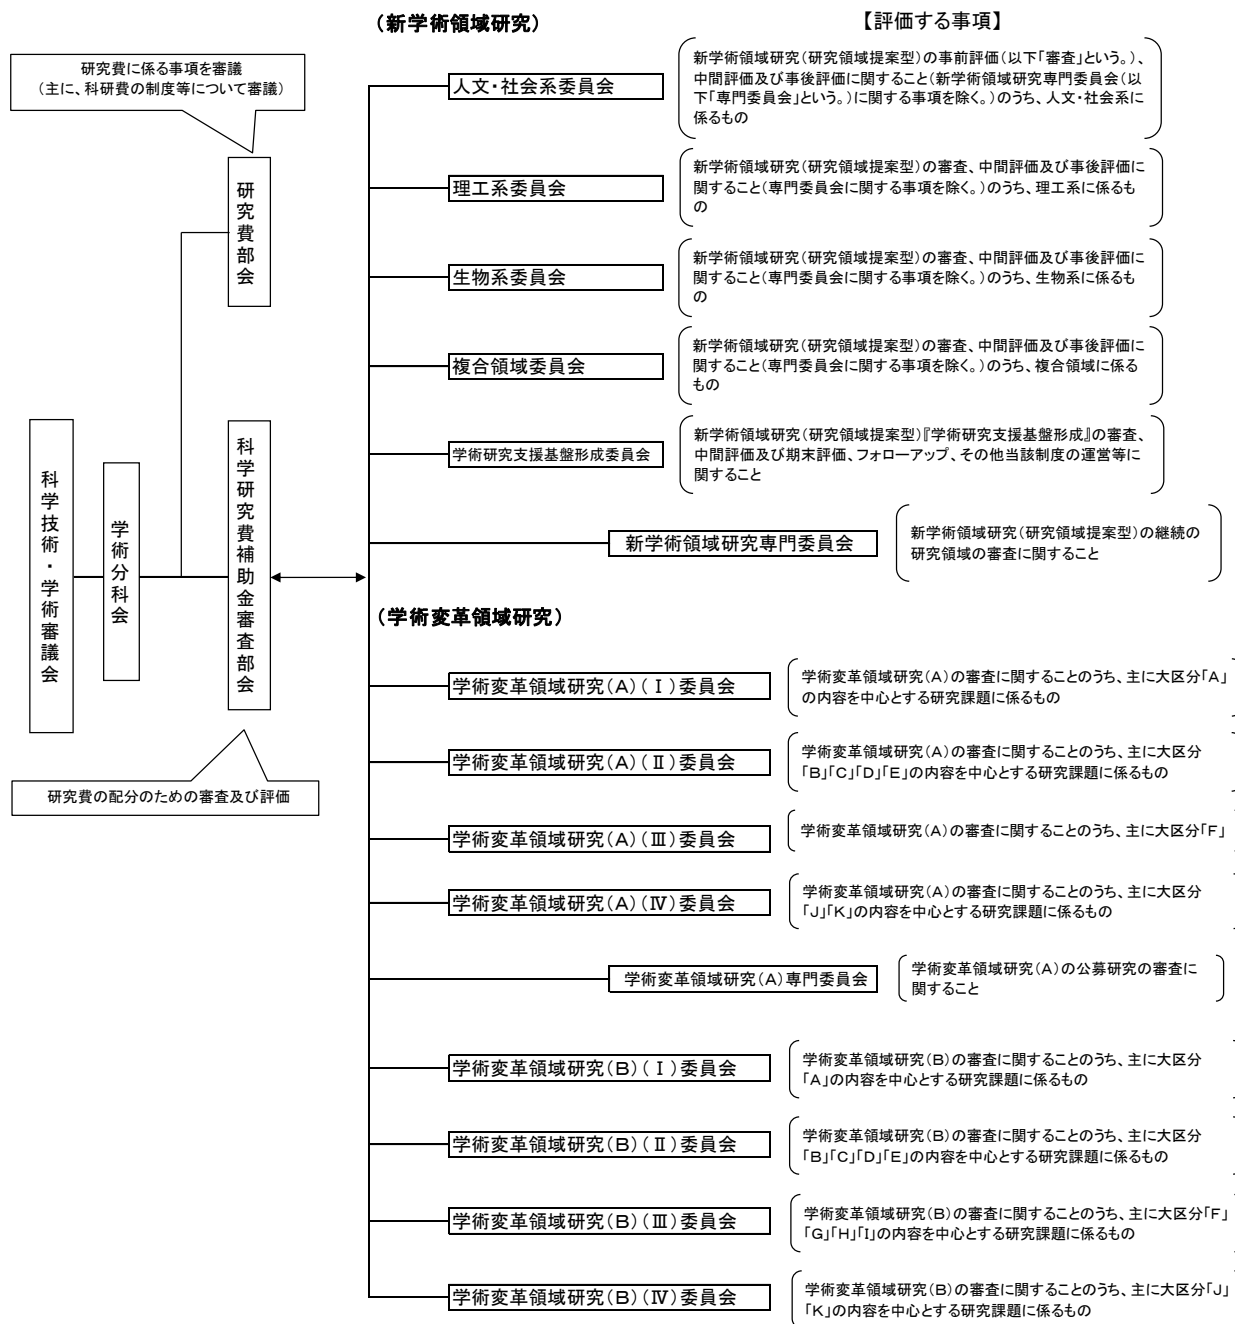 (新学術領域研究)
【評価する事項】
研究費に係る事項を審議
(主に、科研費の制度等について審議)
研究費部会
科学技術・学術審議会
学術分科会
科学研究費補助金審査部会
研究費の配分のための審査及び評価
人文・社会系委員会
新学術領域研究(研究領域提案型)の事前評価(以下「審査」という。)、
中間評価及び事後評価に関すること(新学術領域研究専門委員会(以
下「専門委員会」という。)に関する事項を除く。)のうち、人文・社会系に
係るもの
理工系委員会
新学術領域研究(研究領域提案型)の審査、中間評価及び事後評価に
関すること(専門委員会に関する事項を除く。)のうち、理工系に係るも
の
生物系委員会
新学術領域研究(研究領域提案型)の審査、中間評価及び事後評価に
関すること(専門委員会に関する事項を除く。)のうち、生物系に係るも
の
複合領域委員会
新学術領域研究(研究領域提案型)の審査、中間評価及び事後評価に
関すること(専門委員会に関する事項を除く。)のうち、複合領域に係る
もの
学術研究支援基盤形成委員会
新学術領域研究(研究領域提案型)『学術研究支援基盤形成』の審査、
中間評価及び期末評価、フォローアップ、その他当該制度の運営等に
関すること
新学術領域研究専門委員会
新学術領域研究(研究領域提案型)の継続の
研究領域の審査に関すること
(学術変革領域研究)
学術変革領域研究(A)(Ⅰ)委員会
学術変革領域研究(A)の審査に関することのうち、主に大区分「A」
の内容を中心とする研究課題に係るもの
学術変革領域研究(A)(Ⅱ)委員会
学術変革領域研究(A)の審査に関することのうち、主に大区分
「B」「C」「D」「E」の内容を中心とする研究課題に係るもの
学術変革領域研究(A)(Ⅲ)委員会
学術変革領域研究(A)の審査に関することのうち、主に大区分「F」
学術変革領域研究(A)(Ⅳ)委員会
学術変革領域研究(A)の審査に関することのうち、主に大区分
「J」「K」の内容を中心とする研究課題に係るもの
学術変革領域研究(A)専門委員会
学術変革領域研究(A)の公募研究の審査に
関すること
学術変革領域研究(B)(Ⅰ)委員会
学術変革領域研究(B)の審査に関することのうち、主に大区分
「A」の内容を中心とする研究課題に係るもの
学術変革領域研究(B)(Ⅱ)委員会
学術変革領域研究(B)の審査に関することのうち、主に大区分
「B」「C」「D」「E」の内容を中心とする研究課題に係るもの
学術変革領域研究(B)(Ⅲ)委員会
学術変革領域研究(B)の審査に関することのうち、主に大区分「F」
「G」「H」「I」の内容を中心とする研究課題に係るもの
学術変革領域研究(B)(Ⅳ)委員会
学術変革領域研究(B)の審査に関することのうち、主に大区分「J」
「K」の内容を中心とする研究課題に係るもの